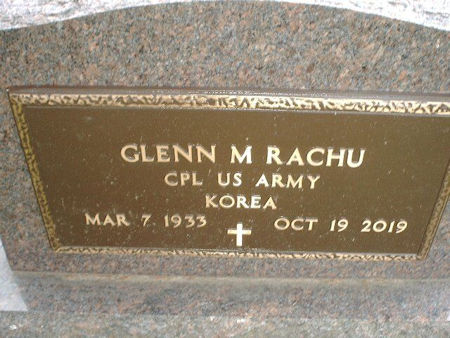 GLENN M RACHU
CPL US ARMY
KOREA
MAR 7 1933 OCT 19 2019